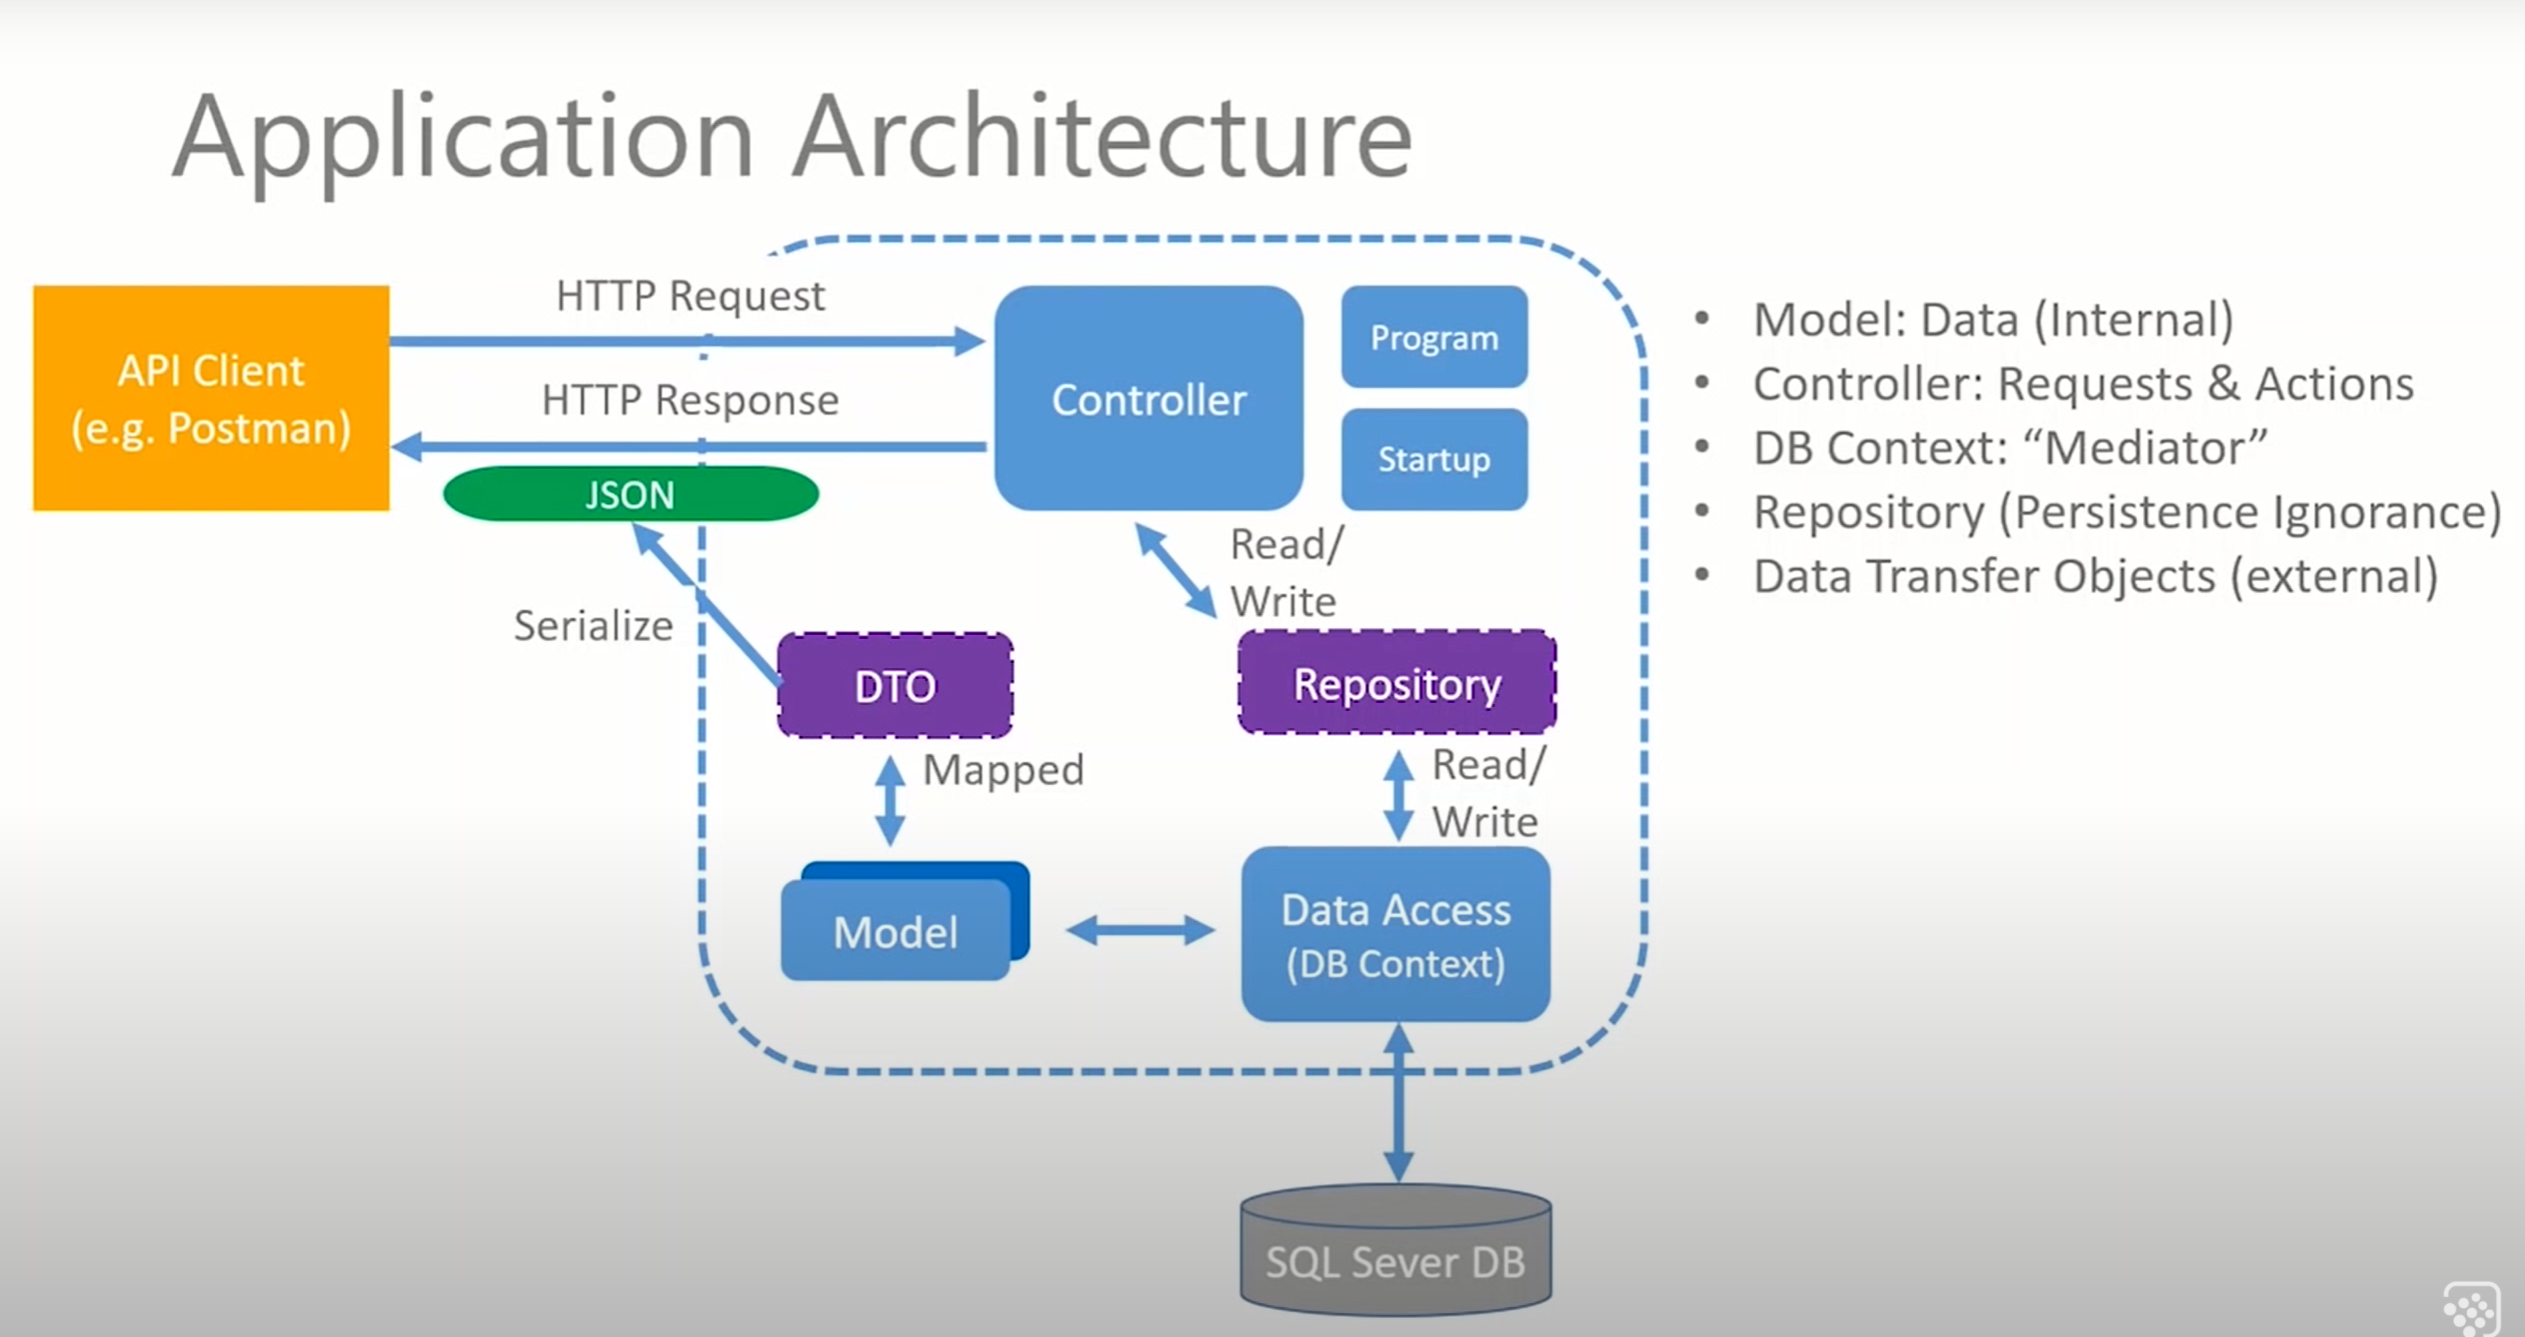 Application Architecture
HTTP Request
API Client
(e.g. Postman)
HTTP Response
JSON
Controller
Program
Startup
Read/
Write
Serialize
DTO
Repository
Mapped
Read/
Write
Model
Data Access
(DB Context)
SQL Sever DB
• Model: Data (Internal)
• Controller: Requests & Actions
• DB Context: “Mediator”
• Repository (Persistence Ignorance)
• Data Transfer Objects (external)